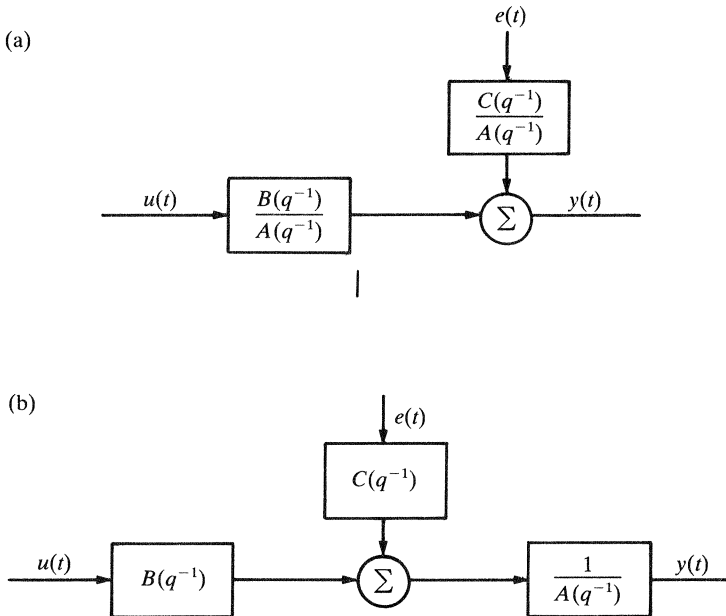 (a)
e(t)
C(q⁻¹)
A(q⁻¹)
u(t)
B(q⁻¹)
A(q⁻¹)
Σ
y(t)
(b)
e(t)
C(q⁻¹)
u(t)
B(q⁻¹)
Σ
1
A(q⁻¹)
y(t)